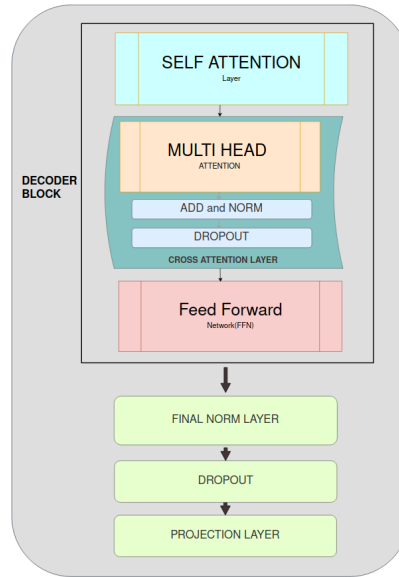 SELF ATTENTION
Layer
MULTI HEAD
ATTENTION
DECODER
BLOCK
ADD and NORM
DROPOUT
CROSS ATTENTION LAYER
Feed Forward
Network(FFN)
FINAL NORM LAYER
DROPOUT
PROJECTION LAYER